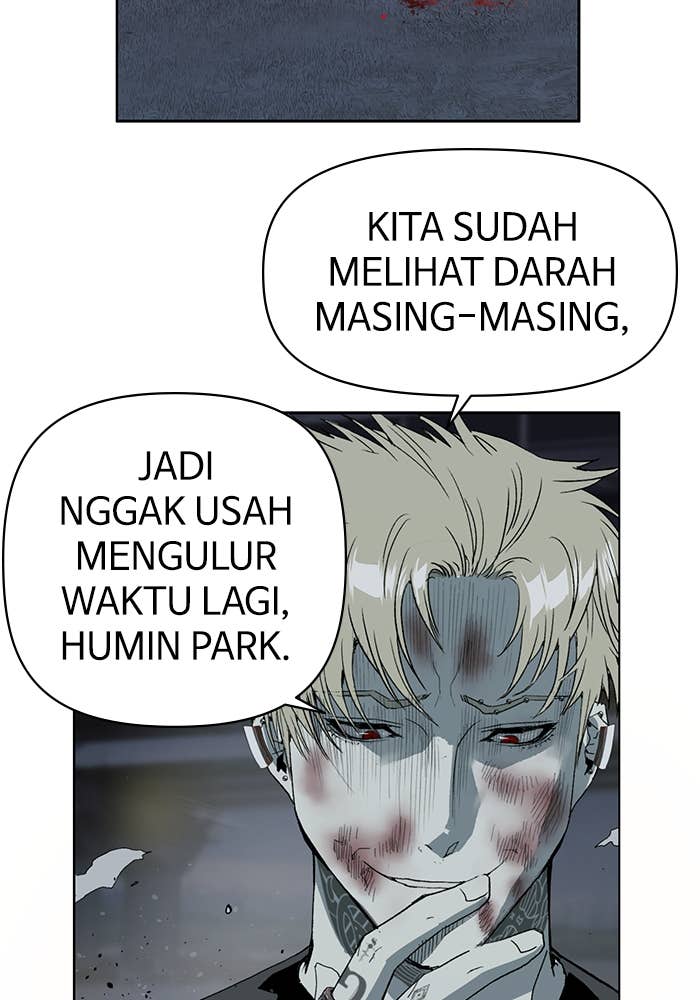 KITA SUDAH
MELIHAT DARAH
MASING-MASING,
JADI
NGGAK USAH
MENGULUR
WAKTU LAGI,
HUMIN PARK.